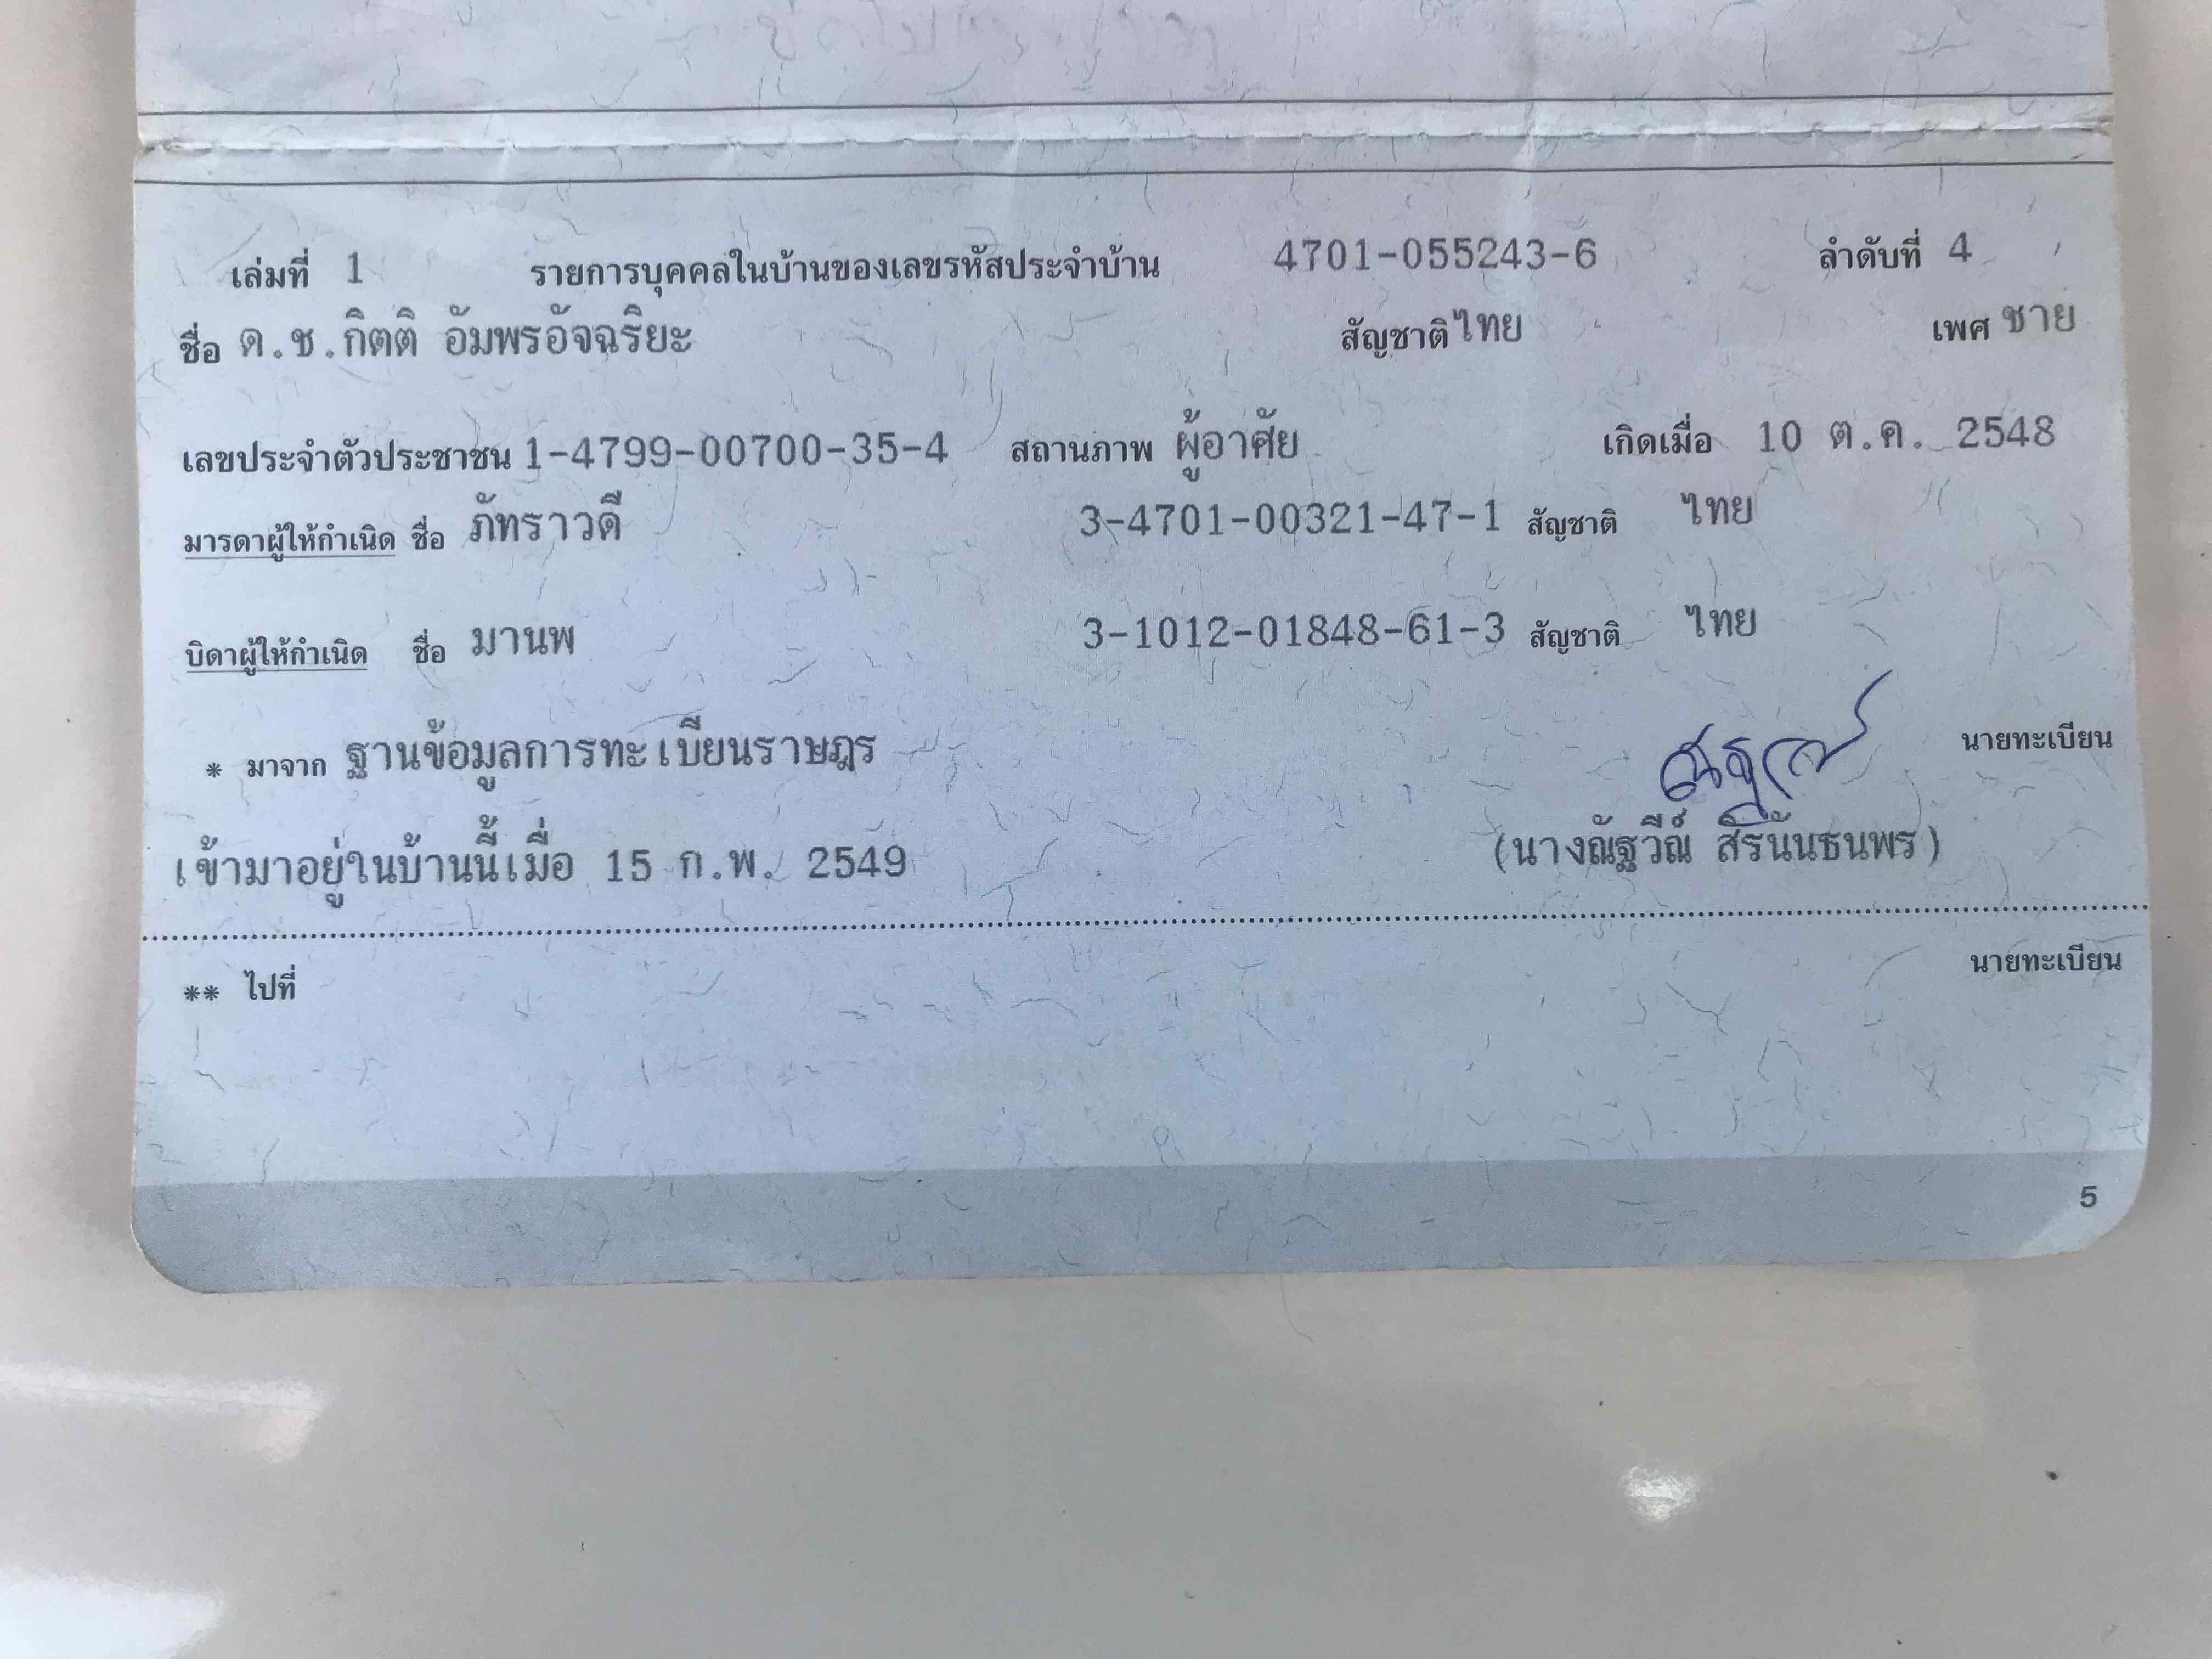 เล่มที่ 1 รายการบุคคลในบ้านของเลขรหัสประจำบ้าน 4701-055243-6 ลำดับที่ 4
ชื่อ ด.ช.กิตติ อัมพรอัจฉริยะ สัญชาติ ไทย เพศ ชาย
เลขประจำตัวประชาชน 1-4799-00700-35-4 สถานภาพ ผู้อาศัย เกิดเมื่อ 10 ต.ค. 2548
มารดาผู้ให้กำเนิด ชื่อ ภัทราวดี 3-4701-00321-47-1 สัญชาติ ไทย
บิดาผู้ให้กำเนิด ชื่อ มานพ 3-1012-01848-61-3 สัญชาติ ไทย
* มาจาก ฐานข้อมูลการทะเบียนราษฎร นายทะเบียน
เข้ามาอยู่ในบ้านนี้เมื่อ 15 ก.พ. 2549 (นางณัฐวีณ์ สิรนันธนพร)
** ไปที่ นายทะเบียน
5